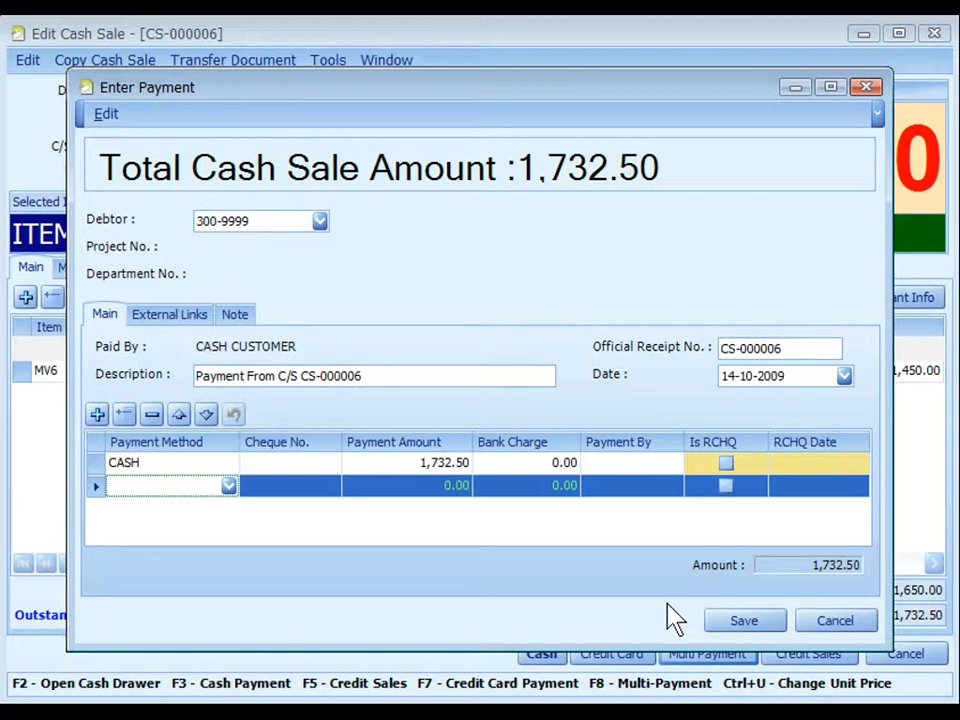 Edit Cash Sale - [CS-000006]
Edit Copy Cash Sale Transfer Document Tools Window
Enter Payment
Edit
Total Cash Sale Amount :1,732.50
0
Debtor : 300-9999
Project No. :
Department No. :
C/S
Selected
ITEM
Main
Main External Links Note
Paid By : CASH CUSTOMER Official Receipt No. : CS-000006
Description : Payment From C/S CS-000006 Date : 14-10-2009
Item
MV6 1,450.00
Payment Method Cheque No. Payment Amount Bank Charge Payment By Is RCHQ RCHQ Date
CASH 1,732.50 0.00
0.00 0.00
Amount : 1,732.50
1,650.00
1,732.50
Save Cancel
Cash Credit Card Multi Payment Credit Sales Cancel
F2 - Open Cash Drawer F3 - Cash Payment F5 - Credit Sales F7 - Credit Card Payment F8 - Multi-Payment Ctrl+U - Change Unit Price